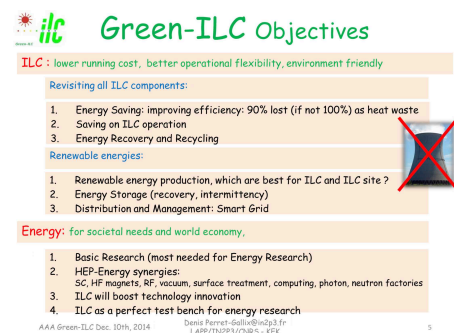 ilc
Green-ILC
Green-ILC Objectives
ILC : lower running cost, better operational flexibility, environment friendly
Revisiting all ILC components:
1. Energy Saving: improving efficiency: 90% lost (if not 100%) as heat waste
2. Saving on ILC operation
3. Energy Recovery and Recycling
Renewable energies:
1. Renewable energy production, which are best for ILC and ILC site ?
2. Energy Storage (recovery, intermittency)
3. Distribution and Management: Smart Grid
Energy: for societal needs and world economy,
1. Basic Research (most needed for Energy Research)
2. HEP-Energy synergies:
SC, HF magnets, RF, vacuum, surface treatment, computing, photon, neutron factories
3. ILC will boost technology innovation
4. ILC as a perfect test bench for energy research
AAA Green-ILC Dec. 10th, 2014
Denis Perret-Gallix@in2p3.fr
LAPP/IN2P3/CNRS - KEK
5